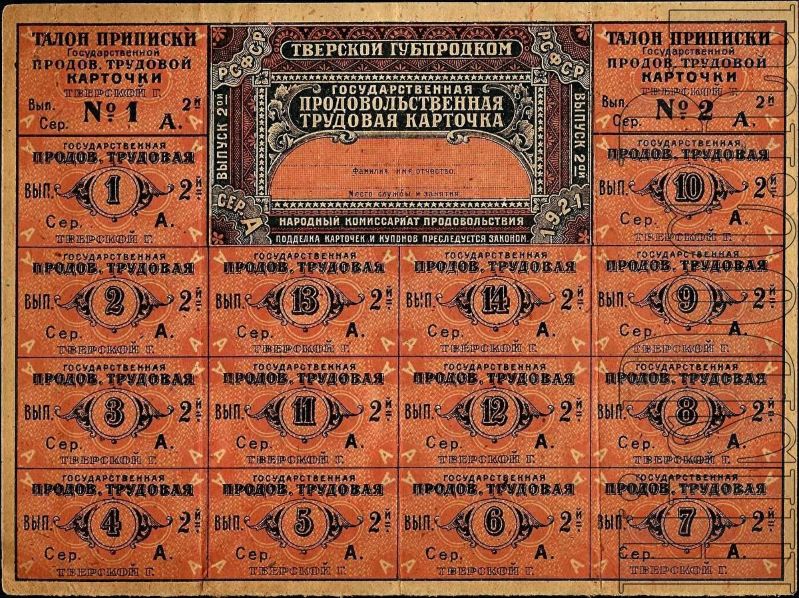 ТАЛОН ПРИПИСКИ
Государственной
ПРОДОВ. ТРУДОВОЙ
КАРТОЧКИ
ТВЕРСКОЙ Г.
Вып. № 1 2й
Сер. А.
РСФСР
ТВЕРСКОЙ ГУБПРОДКОМ
РСФСР
ГОСУДАРСТВЕННАЯ
ПРОДОВОЛЬСТВЕННАЯ
ТРУДОВАЯ КАРТОЧКА
ВЫПУСК 2ой
ВЫПУСК 2ой
Фамилия имя отчество.
Место службы и занятия.
СЕР А
1921
НАРОДНЫЙ КОМИССАРИАТ ПРОДОВОЛЬСТВИЯ
ПОДДЕЛКА КАРТОЧЕК И КУПОНОВ ПРЕСЛЕДУЕТСЯ ЗАКОНОМ.
ТАЛОН ПРИПИСКИ
Государственной
ПРОДОВ. ТРУДОВОЙ
КАРТОЧКИ
ТВЕРСКОЙ Г.
Вып. № 2 2й
Сер. А.
ГОСУДАРСТВЕННАЯ
ПРОДОВ. ТРУДОВАЯ
ВЫП. 1 2й
Сер. А.
ТВЕРСКОЙ Г.
ГОСУДАРСТВЕННАЯ
ПРОДОВ. ТРУДОВАЯ
ВЫП. 10 2й
Сер. А.
ТВЕРСКОЙ Г.
ГОСУДАРСТВЕННАЯ
ПРОДОВ. ТРУДОВАЯ
ВЫП. 2 2й
Сер. А.
ТВЕРСКОЙ Г.
ГОСУДАРСТВЕННАЯ
ПРОДОВ. ТРУДОВАЯ
ВЫП. 13 2й
Сер. А.
ТВЕРСКОЙ Г.
ГОСУДАРСТВЕННАЯ
ПРОДОВ. ТРУДОВАЯ
ВЫП. 14 2й
Сер. А.
ТВЕРСКОЙ Г.
ГОСУДАРСТВЕННАЯ
ПРОДОВ. ТРУДОВАЯ
ВЫП. 9 2й
Сер. А.
ТВЕРСКОЙ Г.
ГОСУДАРСТВЕННАЯ
ПРОДОВ. ТРУДОВАЯ
ВЫП. 3 2й
Сер. А.
ТВЕРСКОЙ Г.
ГОСУДАРСТВЕННАЯ
ПРОДОВ. ТРУДОВАЯ
ВЫП. 11 2й
Сер. А.
ТВЕРСКОЙ Г.
ГОСУДАРСТВЕННАЯ
ПРОДОВ. ТРУДОВАЯ
ВЫП. 12 2й
Сер. А.
ТВЕРСКОЙ Г.
ГОСУДАРСТВЕННАЯ
ПРОДОВ. ТРУДОВАЯ
ВЫП. 8 2й
Сер. А.
ТВЕРСКОЙ Г.
ГОСУДАРСТВЕННАЯ
ПРОДОВ. ТРУДОВАЯ
ВЫП. 4 2й
Сер. А.
ТВЕРСКОЙ Г.
ГОСУДАРСТВЕННАЯ
ПРОДОВ. ТРУДОВАЯ
ВЫП. 5 2й
Сер. А.
ТВЕРСКОЙ Г.
ГОСУДАРСТВЕННАЯ
ПРОДОВ. ТРУДОВАЯ
ВЫП. 6 2й
Сер. А.
ТВЕРСКОЙ Г.
ГОСУДАРСТВЕННАЯ
ПРОДОВ. ТРУДОВАЯ
ВЫП. 7 2й
Сер. А.
ТВЕРСКОЙ Г.